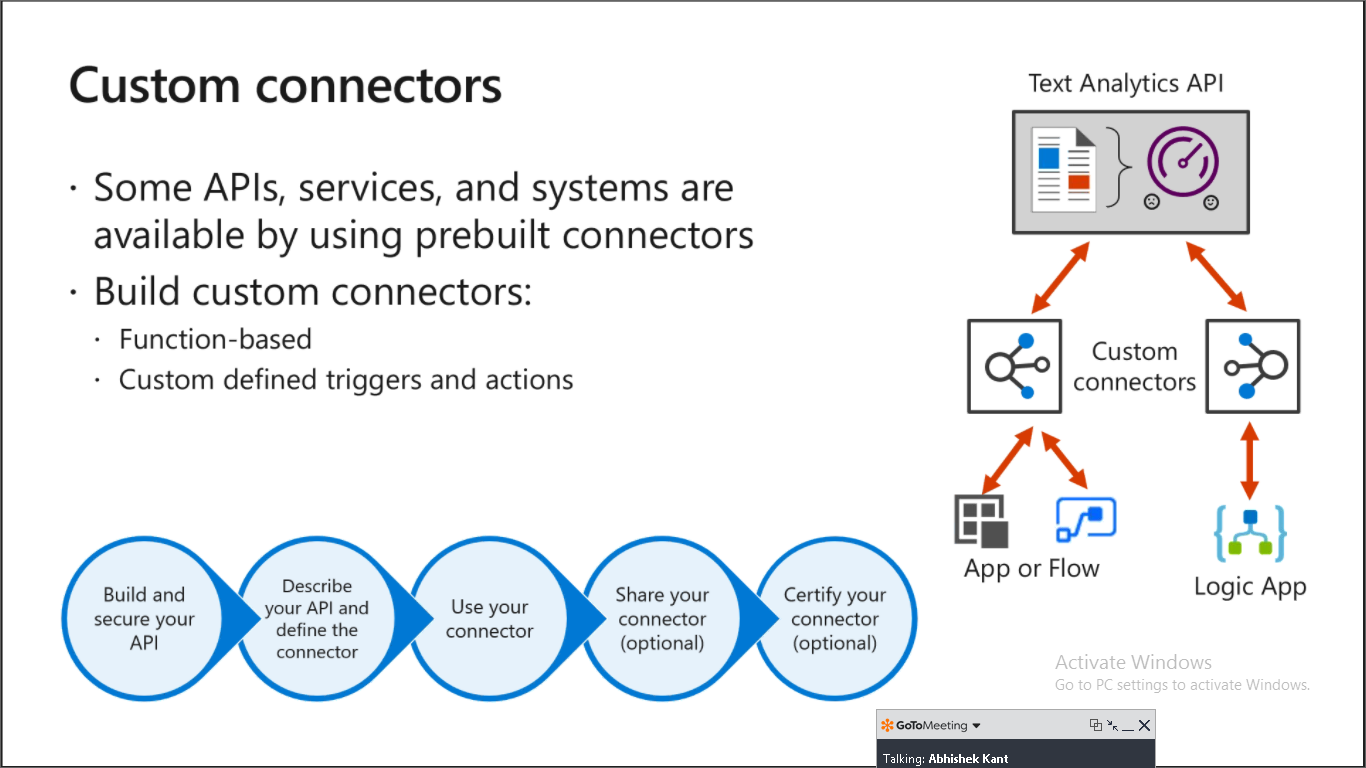 Custom connectors
· Some APIs, services, and systems are
available by using prebuilt connectors
· Build custom connectors:
· Function-based
· Custom defined triggers and actions
Text Analytics API
Custom
connectors
App or Flow
Logic App
Build and
secure your
API
Describe
your API and
define the
connector
Use your
connector
Share your
connector
(optional)
Certify your
connector
(optional)
Activate Windows
Go to PC settings to activate Windows.
GoToMeeting
Talking: Abhishek Kant